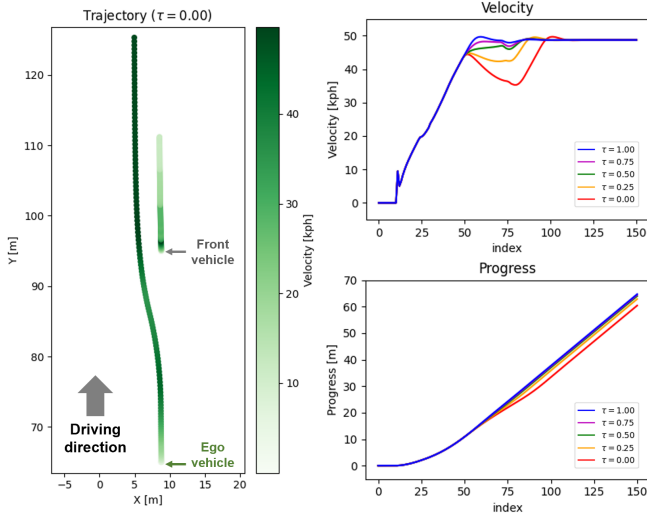 Trajectory (τ = 0.00)
120
110
100
90
80
70
Y [m]
−5
0
5
10
15
20
X [m]
Front
vehicle
Ego
vehicle
Driving
direction
40
30
20
10
Velocity [kph]
Velocity
50
40
30
20
10
0
Velocity [kph]
0
25
50
75
100
125
150
index
τ = 1.00
τ = 0.75
τ = 0.50
τ = 0.25
τ = 0.00
Progress
70
60
50
40
30
20
10
0
Progress [m]
0
25
50
75
100
125
150
index
τ = 1.00
τ = 0.75
τ = 0.50
τ = 0.25
τ = 0.00